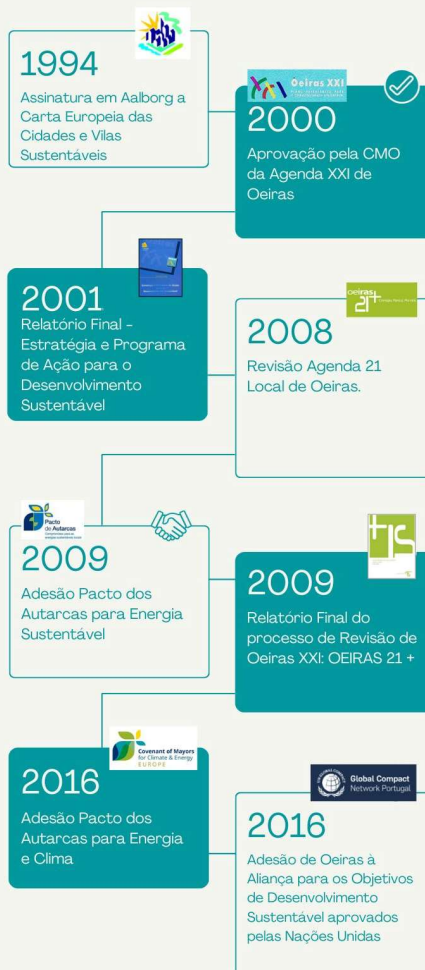 1994
Assinatura em Aalborg a
Carta Europeia das
Cidades e Vilas
Sustentáveis
Oeiras XXI
2000
Aprovação pela CMO
da Agenda XXI de
Oeiras
2001
Relatório Final -
Estratégia e Programa
de Ação para o
Desenvolvimento
Sustentável
oeiras
21+
2008
Revisão Agenda 21
Local de Oeiras.
Pacto
de Autarcas
2009
Adesão Pacto dos
Autarcas para Energia
Sustentável
2009
Relatório Final do
processo de Revisão de
Oeiras XXI: OEIRAS 21 +
Covenant of Mayors
for Climate & Energy
EUROPE
2016
Adesão Pacto dos
Autarcas para Energia
e Clima
Global Compact
Network Portugal
2016
Adesão de Oeiras à
Aliança para os Objetivos
de Desenvolvimento
Sustentável aprovados
pelas Nações Unidas